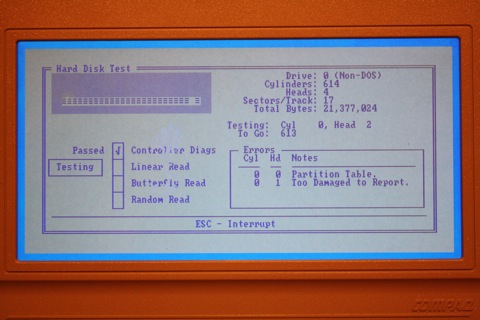 Hard Disk Test
Drive: 0 (Non-DOS)
Cylinders: 614
Heads: 4
Sectors/Track: 17
Total Bytes: 21,377,024
Testing: Cyl 0, Head 2
To Go: 613
Passed √ Controller Diags
Testing Linear Read
Butterfly Read
Random Read
Errors
Cyl Hd Notes
0 0 Partition Table.
0 1 Too Damaged to Report.
ESC - Interrupt
COMPAQ